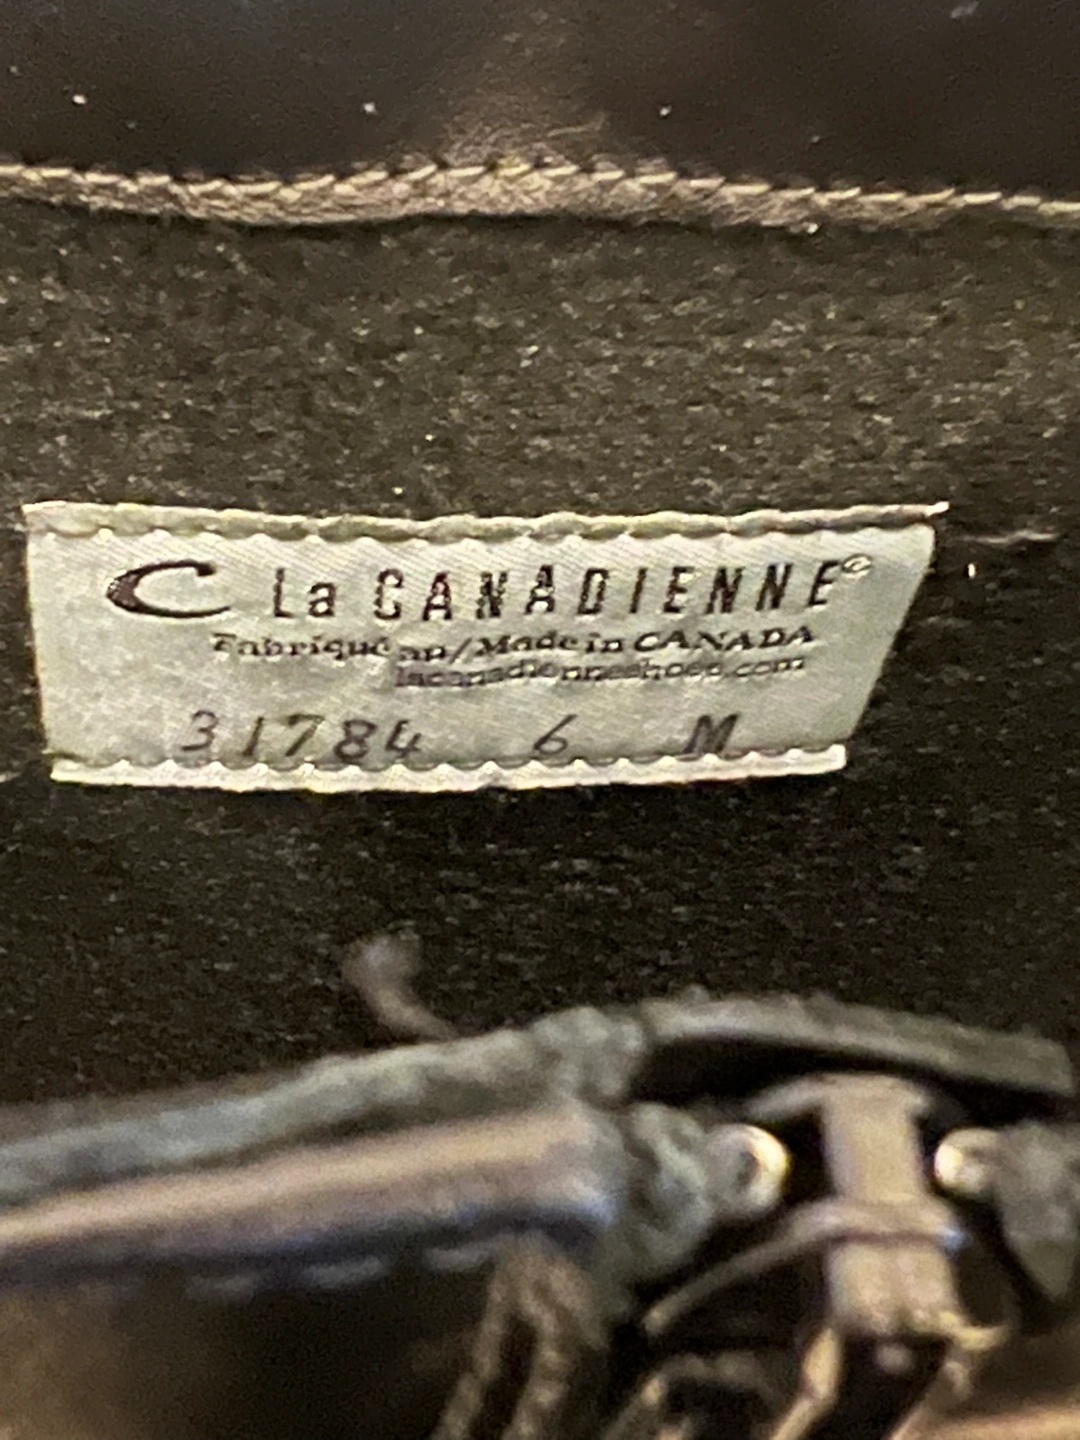 C La CANADIENNE®
Fabriqué au/Made in CANADA
lacanadienneshoes.com
31784 6 M